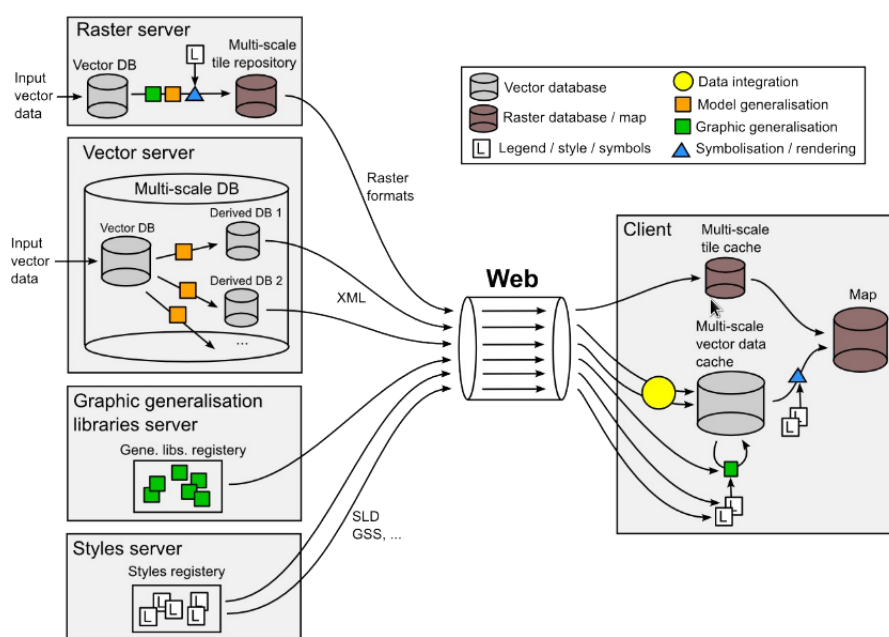 Raster server
Vector DB
L
Multi-scale
tile repository
Input
vector
data
Vector server
Multi-scale DB
Vector DB
Derived DB 1
Derived DB 2
...
Input
vector
data
Graphic generalisation
libraries server
Gene. libs. registery
Styles server
Styles registery
L
L
L
L
L
L
Raster
formats
XML
SLD
GSS, ...
Web
Vector database
Raster database / map
L
Legend / style / symbols
Data integration
Model generalisation
Graphic generalisation
Symbolisation / rendering
Client
Multi-scale
tile cache
Map
Multi-scale
vector data
cache
L
L
L
L